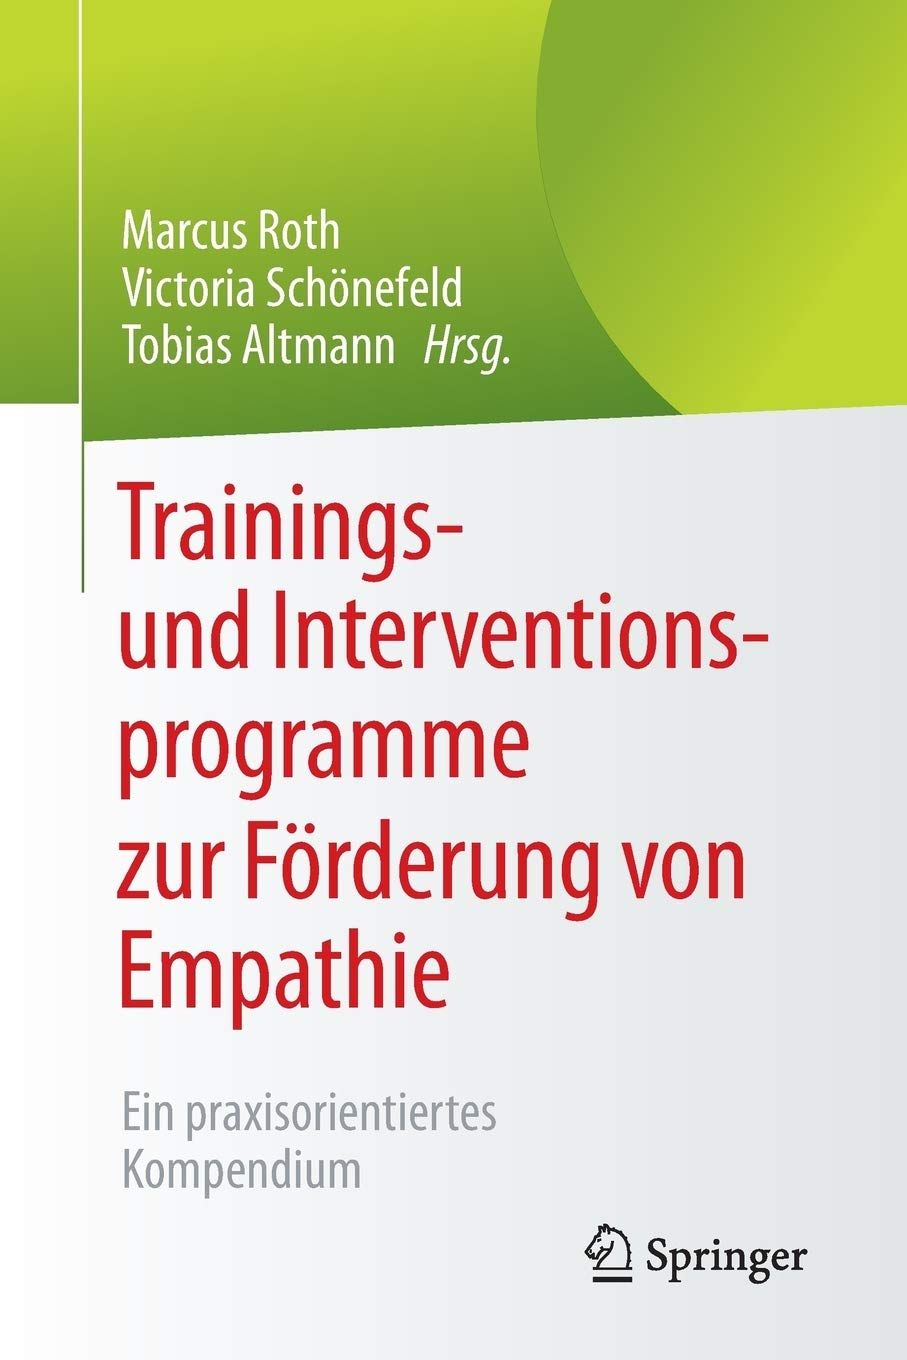 Marcus Roth
Victoria Schönefeld
Tobias Altmann Hrsg.
Trainings-
und Interventions-
programme
zur Förderung von
Empathie
Ein praxisorientiertes
Kompendium
Springer